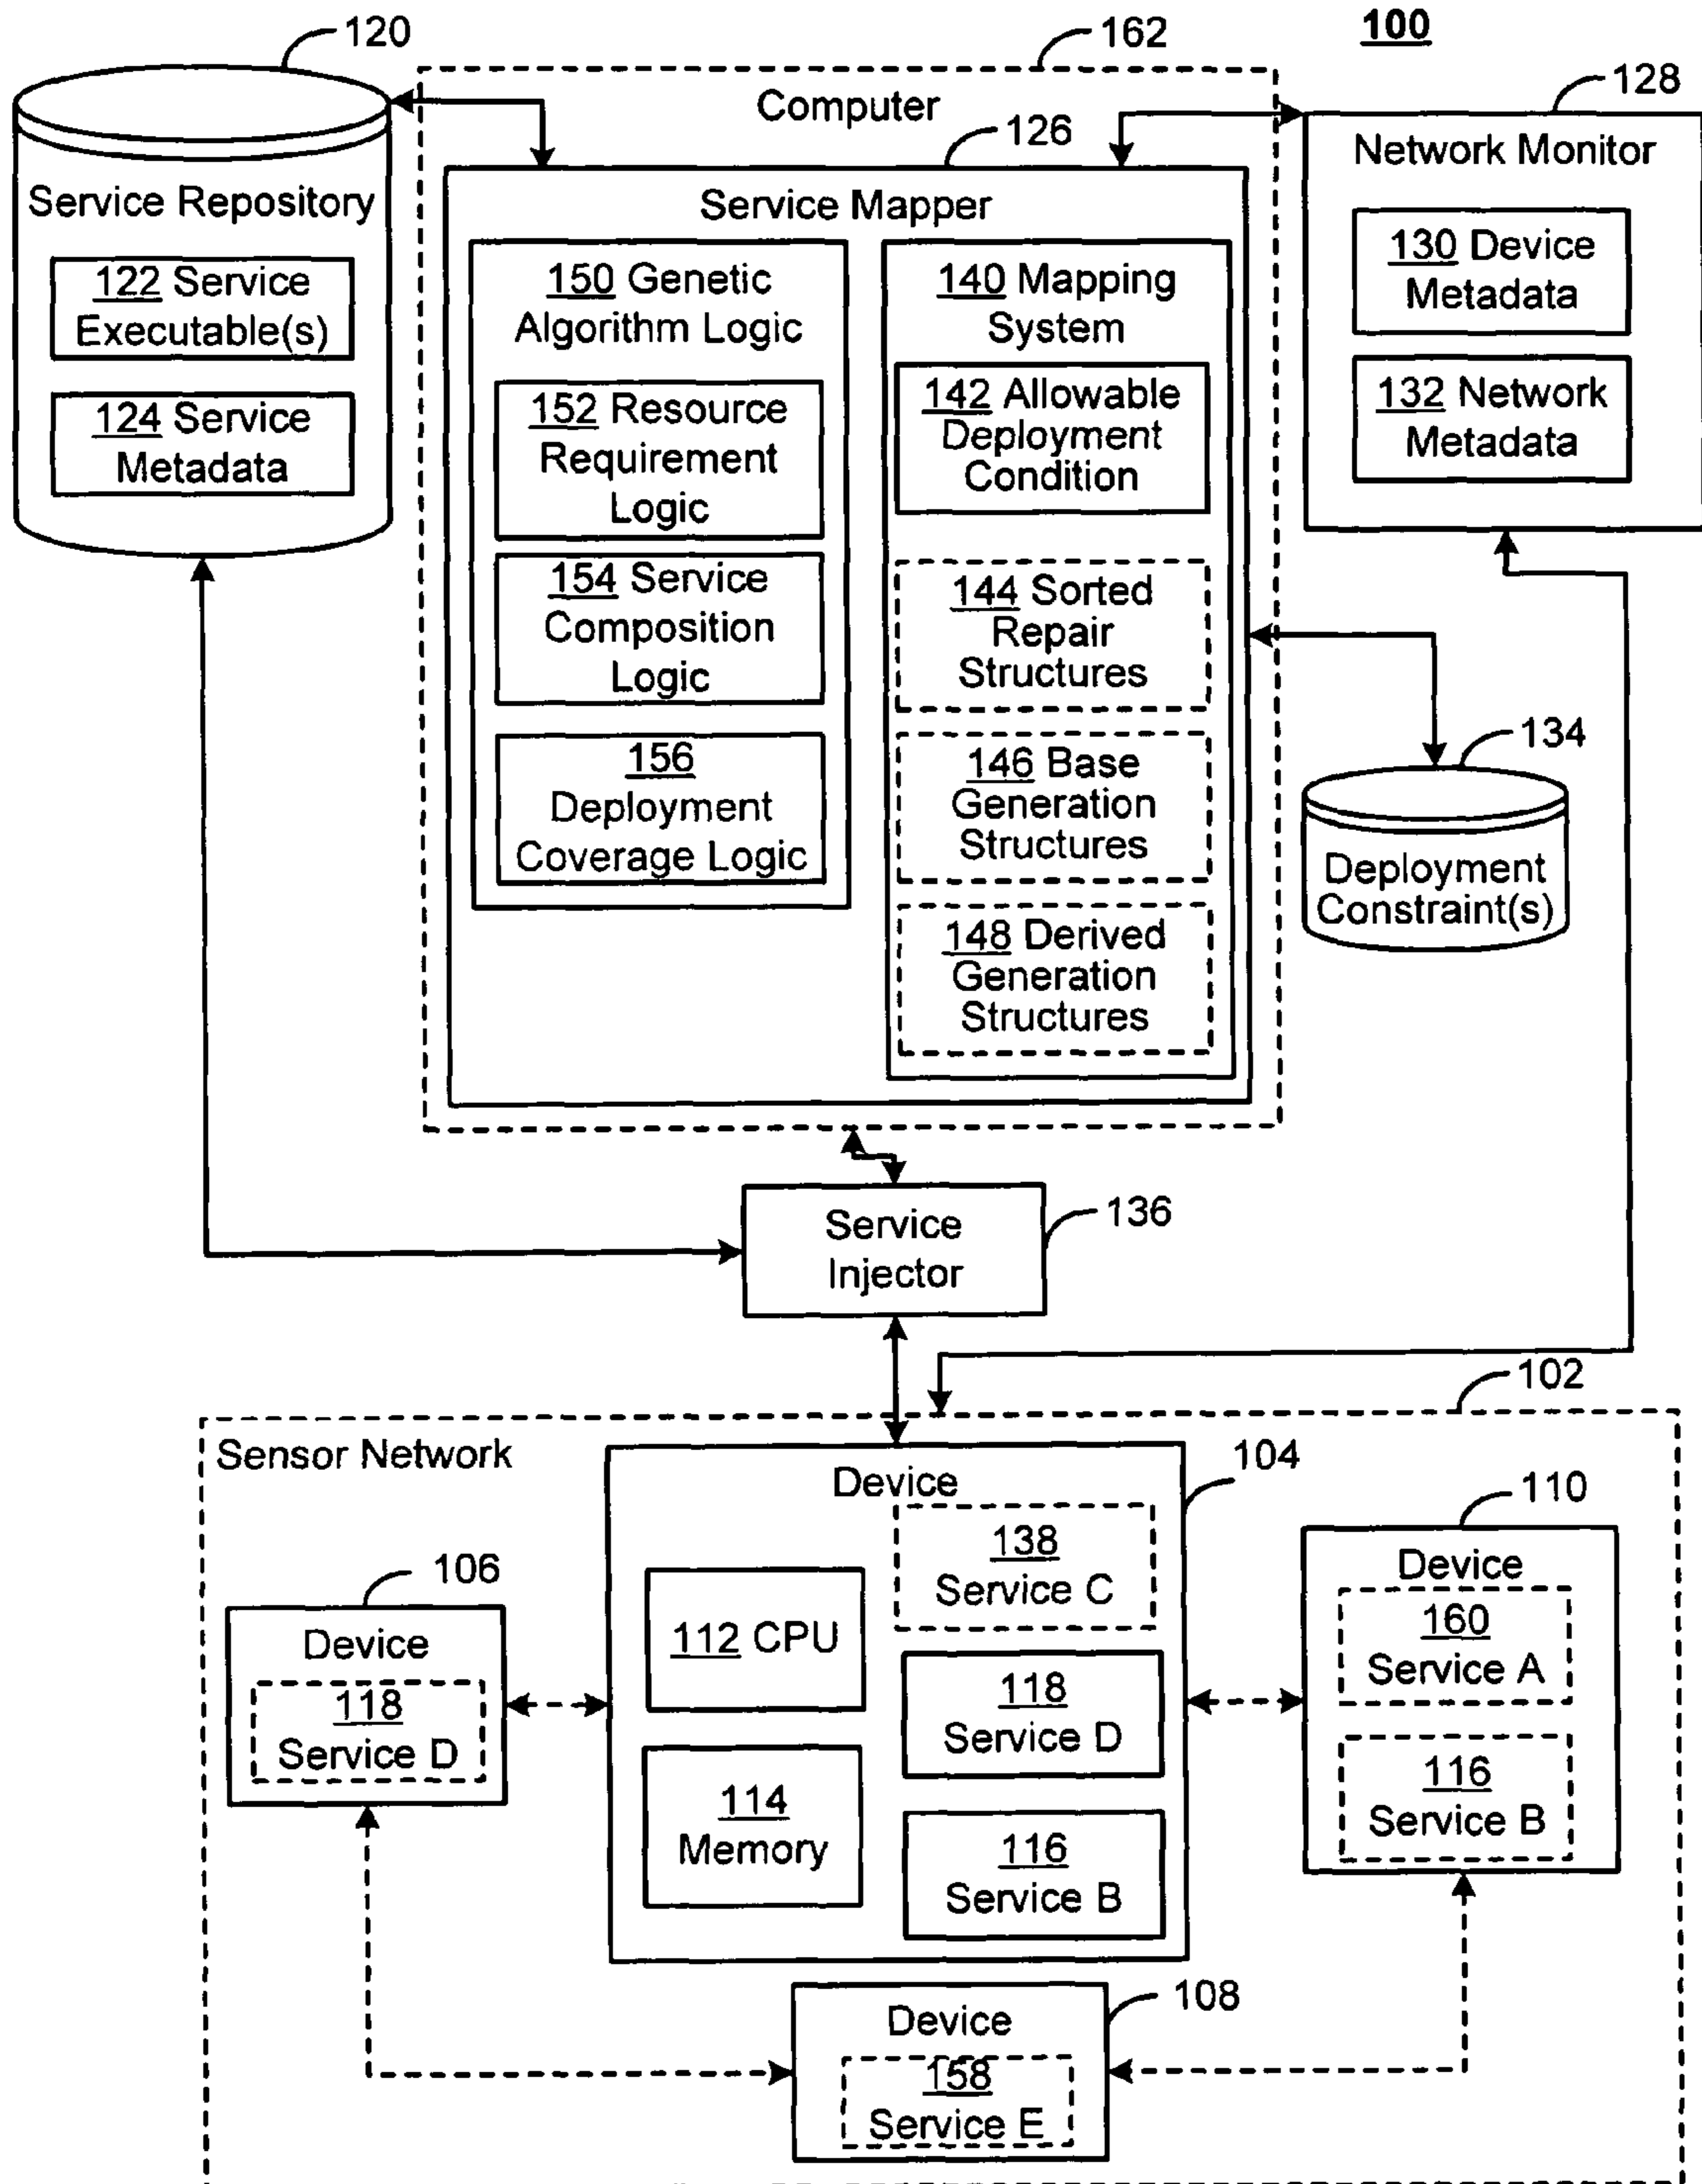 100
120
162
128
Computer
126
Service Repository
122 Service
Executable(s)
124 Service
Metadata
Service Mapper
150 Genetic
Algorithm Logic
152 Resource
Requirement
Logic
154 Service
Composition
Logic
156
Deployment
Coverage Logic
140 Mapping
System
142 Allowable
Deployment
Condition
144 Sorted
Repair
Structures
146 Base
Generation
Structures
148 Derived
Generation
Structures
Network Monitor
130 Device
Metadata
132 Network
Metadata
134
Deployment
Constraint(s)
Service
Injector
136
102
Sensor Network
104
Device
138
Service C
112 CPU
118
Service D
114
Memory
116
Service B
106
Device
118
Service D
110
Device
160
Service A
116
Service B
108
Device
158
Service E